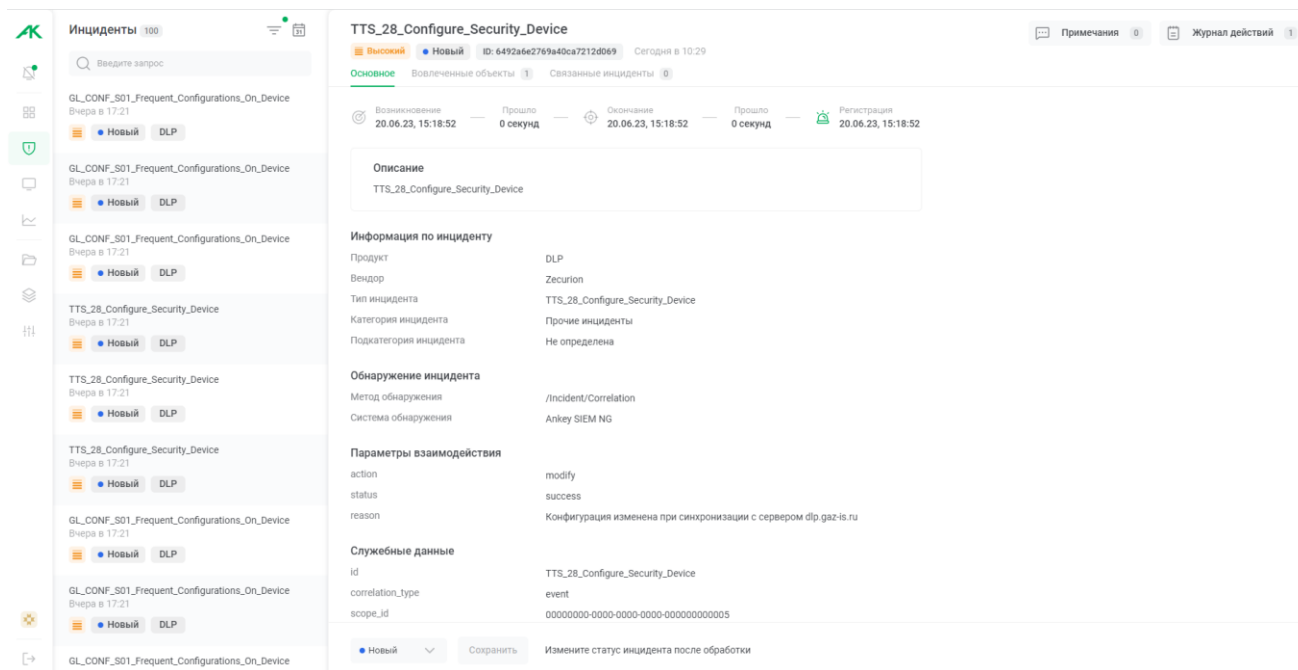 Инциденты 100
Введите запрос
GL_CONF_S01_Frequent_Configurations_On_Device
Вчера в 17:21
Новый DLP
GL_CONF_S01_Frequent_Configurations_On_Device
Вчера в 17:21
Новый DLP
GL_CONF_S01_Frequent_Configurations_On_Device
Вчера в 17:21
Новый DLP
TTS_28_Configure_Security_Device
Вчера в 17:21
Новый DLP
TTS_28_Configure_Security_Device
Вчера в 17:21
Новый DLP
TTS_28_Configure_Security_Device
Вчера в 17:21
Новый DLP
GL_CONF_S01_Frequent_Configurations_On_Device
Вчера в 17:21
Новый DLP
GL_CONF_S01_Frequent_Configurations_On_Device
Вчера в 17:21
Новый DLP
GL_CONF_S01_Frequent_Configurations_On_Device
TTS_28_Configure_Security_Device
Примечания 0 Журнал действий 1
Высокий Новый ID: 6492a6e2769a40ca7212d069 Сегодня в 10:29
Основное Вовлеченные объекты 1 Связанные инциденты 0
Возникновение Прошло Окончание Прошло Регистрация
20.06.23, 15:18:52 0 секунд 20.06.23, 15:18:52 0 секунд 20.06.23, 15:18:52
Описание
TTS_28_Configure_Security_Device
Информация по инциденту
Продукт DLP
Вендор Zecurion
Тип инцидента TTS_28_Configure_Security_Device
Категория инцидента Прочие инциденты
Подкатегория инцидента Не определена
Обнаружение инцидента
Метод обнаружения /Incident/Correlation
Система обнаружения Ankey SIEM NG
Параметры взаимодействия
action modify
status success
reason Конфигурация изменена при синхронизации с сервером dlp.gaz-is.ru
Служебные данные
id TTS_28_Configure_Security_Device
correlation_type event
scope_id 00000000-0000-0000-0000-000000000005
Новый Сохранить Измените статус инцидента после обработки